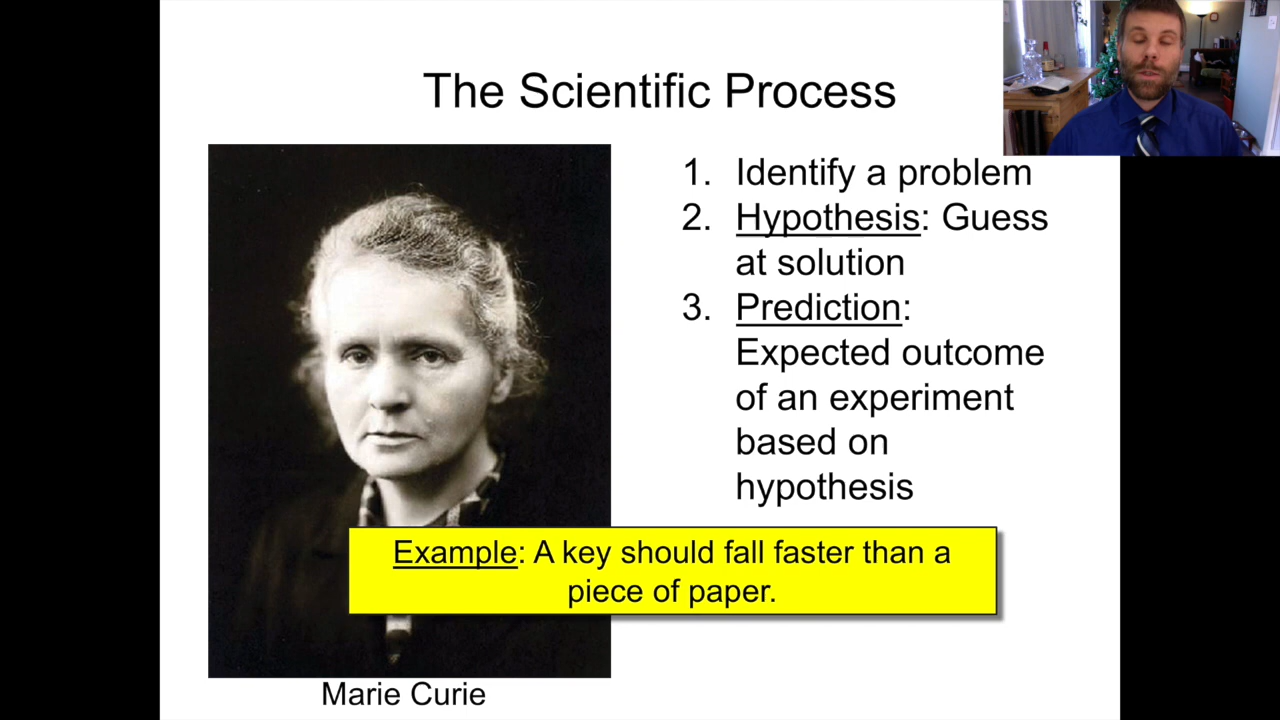 The Scientific Process
1. Identify a problem
2. Hypothesis: Guess
at solution
3. Prediction:
Expected outcome
of an experiment
based on
hypothesis
Example: A key should fall faster than a
piece of paper.
Marie Curie